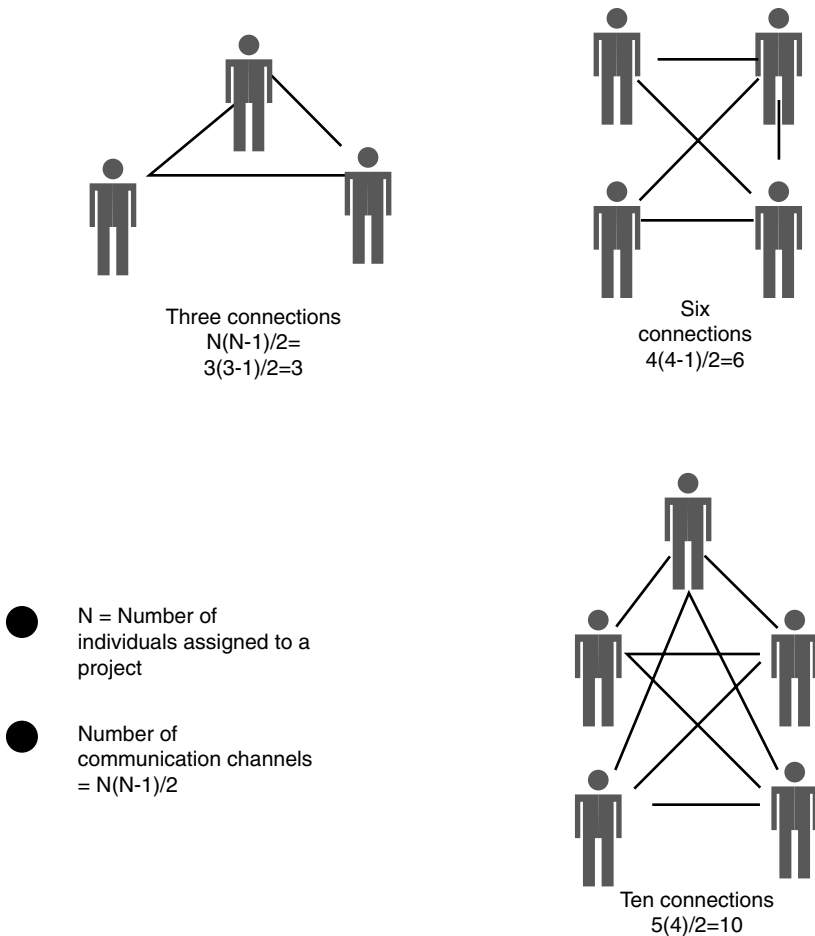 Three connections
N(N-1)/2=
3(3-1)/2=3
Six
connections
4(4-1)/2=6
N = Number of
individuals assigned to a
project
Number of
communication channels
= N(N-1)/2
Ten connections
5(4)/2=10